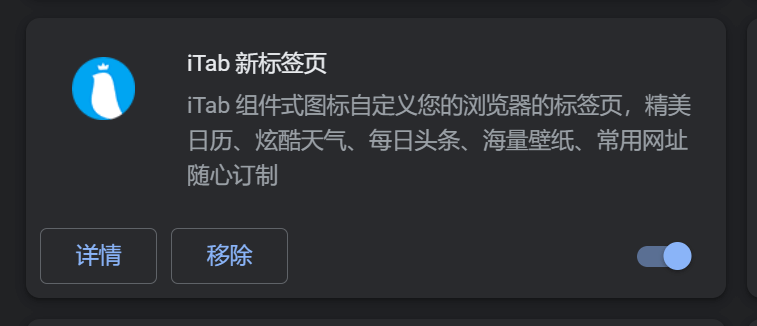 iTab 新标签页
iTab 组件式图标自定义您的浏览器的标签页，精美
日历、炫酷天气、每日头条、海量壁纸、常用网址
随心订制
详情
移除